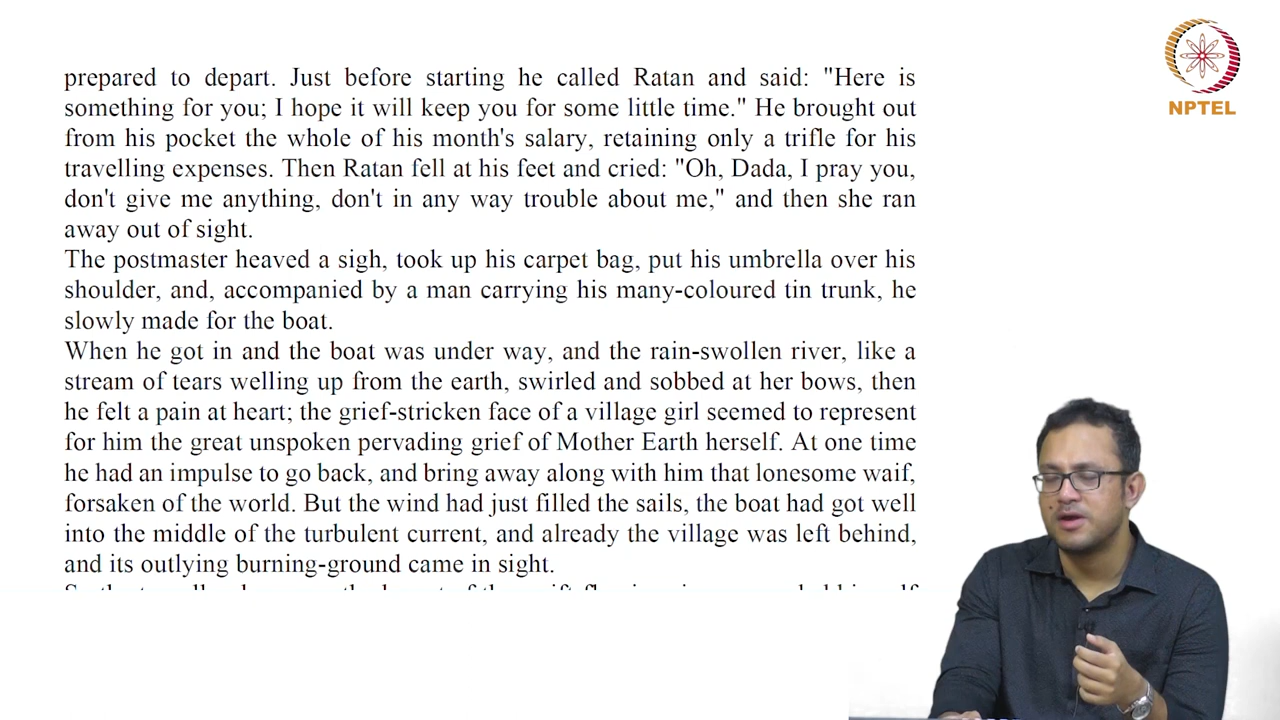 prepared to depart. Just before starting he called Ratan and said: "Here is
something for you; I hope it will keep you for some little time." He brought out
from his pocket the whole of his month's salary, retaining only a trifle for his
travelling expenses. Then Ratan fell at his feet and cried: "Oh, Dada, I pray you,
don't give me anything, don't in any way trouble about me," and then she ran
away out of sight.
The postmaster heaved a sigh, took up his carpet bag, put his umbrella over his
shoulder, and, accompanied by a man carrying his many-coloured tin trunk, he
slowly made for the boat.
When he got in and the boat was under way, and the rain-swollen river, like a
stream of tears welling up from the earth, swirled and sobbed at her bows, then
he felt a pain at heart; the grief-stricken face of a village girl seemed to represent
for him the great unspoken pervading grief of Mother Earth herself. At one time
he had an impulse to go back, and bring away along with him that lonesome waif,
forsaken of the world. But the wind had just filled the sails, the boat had got well
into the middle of the turbulent current, and already the village was left behind,
and its outlying burning-ground came in sight.
NPTEL